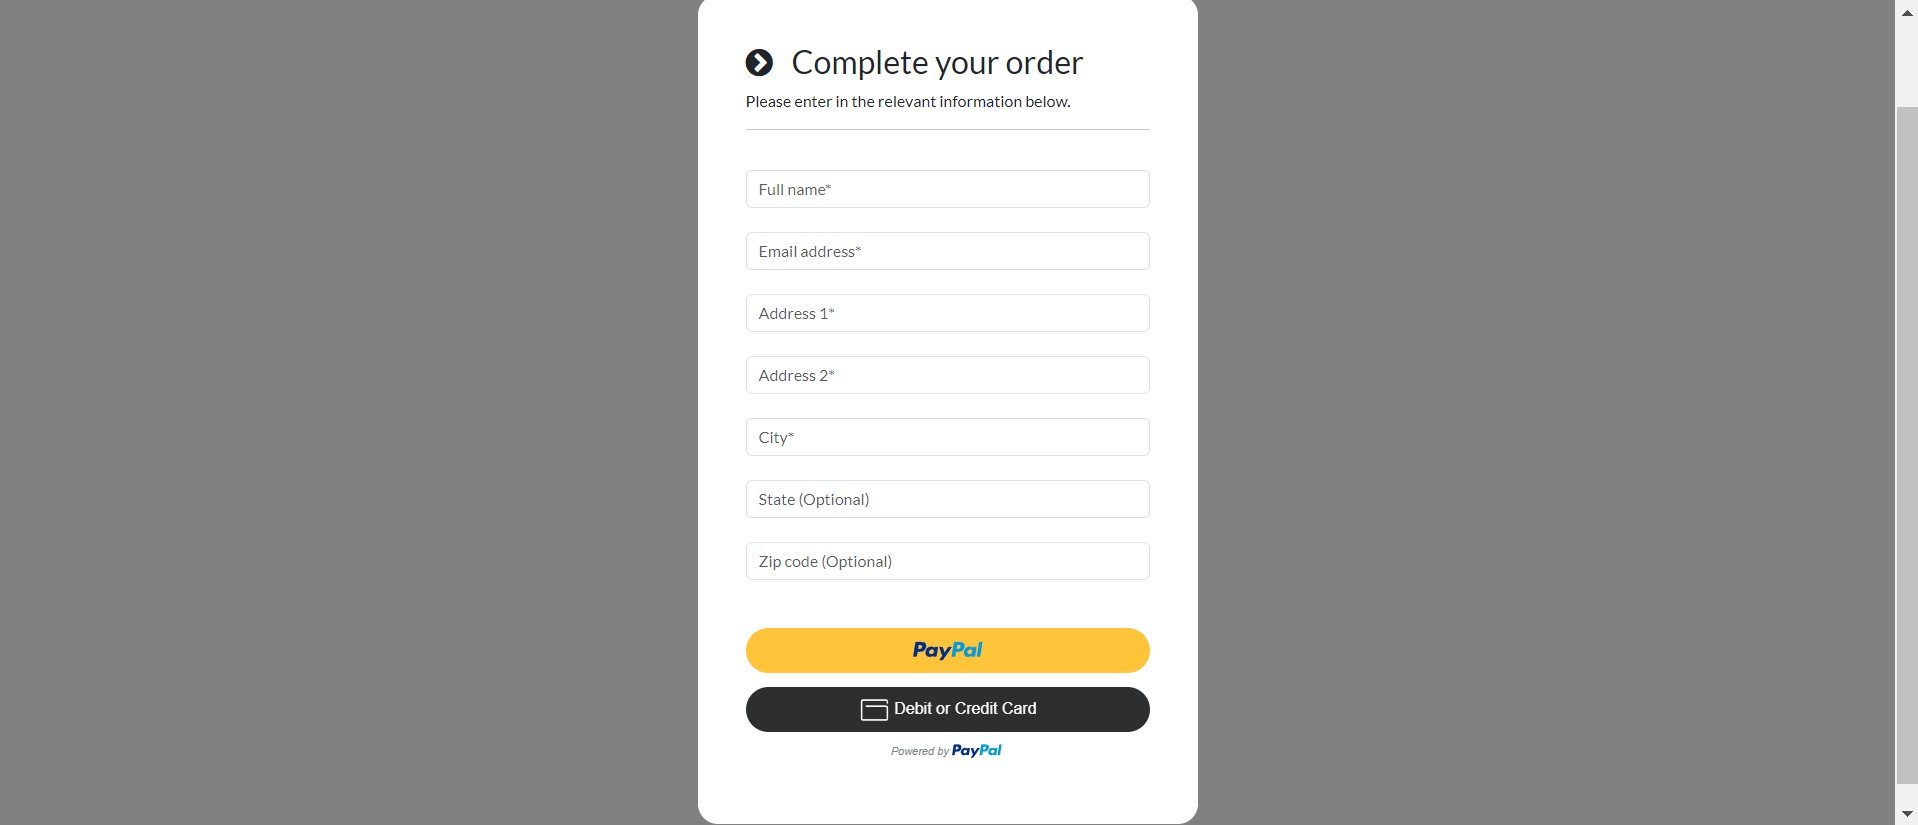 Complete your order
Please enter in the relevant information below.
Full name*
Email address*
Address 1*
Address 2*
City*
State (Optional)
Zip code (Optional)
PayPal
Debit or Credit Card
Powered by PayPal